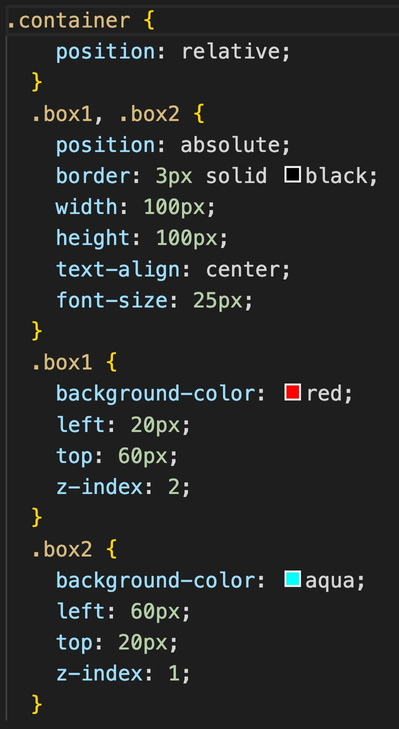 .container {
position: relative;
}
.box1, .box2 {
position: absolute;
border: 3px solid black;
width: 100px;
height: 100px;
text-align: center;
font-size: 25px;
}
.box1 {
background-color: red;
left: 20px;
top: 60px;
z-index: 2;
}
.box2 {
background-color: aqua;
left: 60px;
top: 20px;
z-index: 1;
}